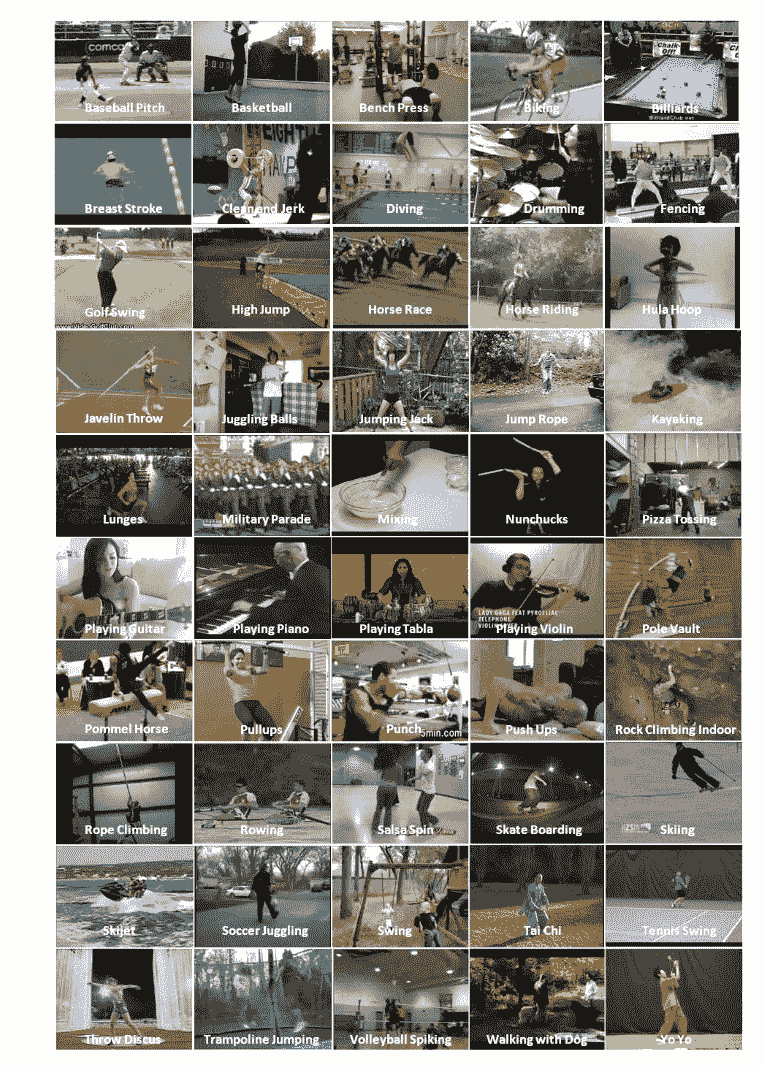 comcast
Baseball Pitch
Basketball
Bench Press
Biking
Chalk-
Off!
Billiards
BilliardClub.net
Breast Stroke
Clean and Jerk
Diving
Drumming
Fencing
Golf Swing
High Jump
Horse Race
Horse Riding
Hula Hoop
Javelin Throw
Juggling Balls
Jumping Jack
Jump Rope
Kayaking
Lunges
Military Parade
Mixing
Nunchucks
Pizza Tossing
Playing Guitar
Playing Piano
Playing Tabla
LADY GAGA FEAT PYROFLIAC
TELEPHONE
VIOLIN
Playing Violin
Pole Vault
Pommel Horse
Pullups
Punch
5min.com
Push Ups
Rock Climbing Indoor
Rope Climbing
Rowing
Salsa Spin
Skate Boarding
Skiing
Skijet
Soccer Juggling
Swing
Tai Chi
Tennis Swing
Throw Discus
Trampoline Jumping
Volleyball Spiking
Walking with Dog
Yo Yo